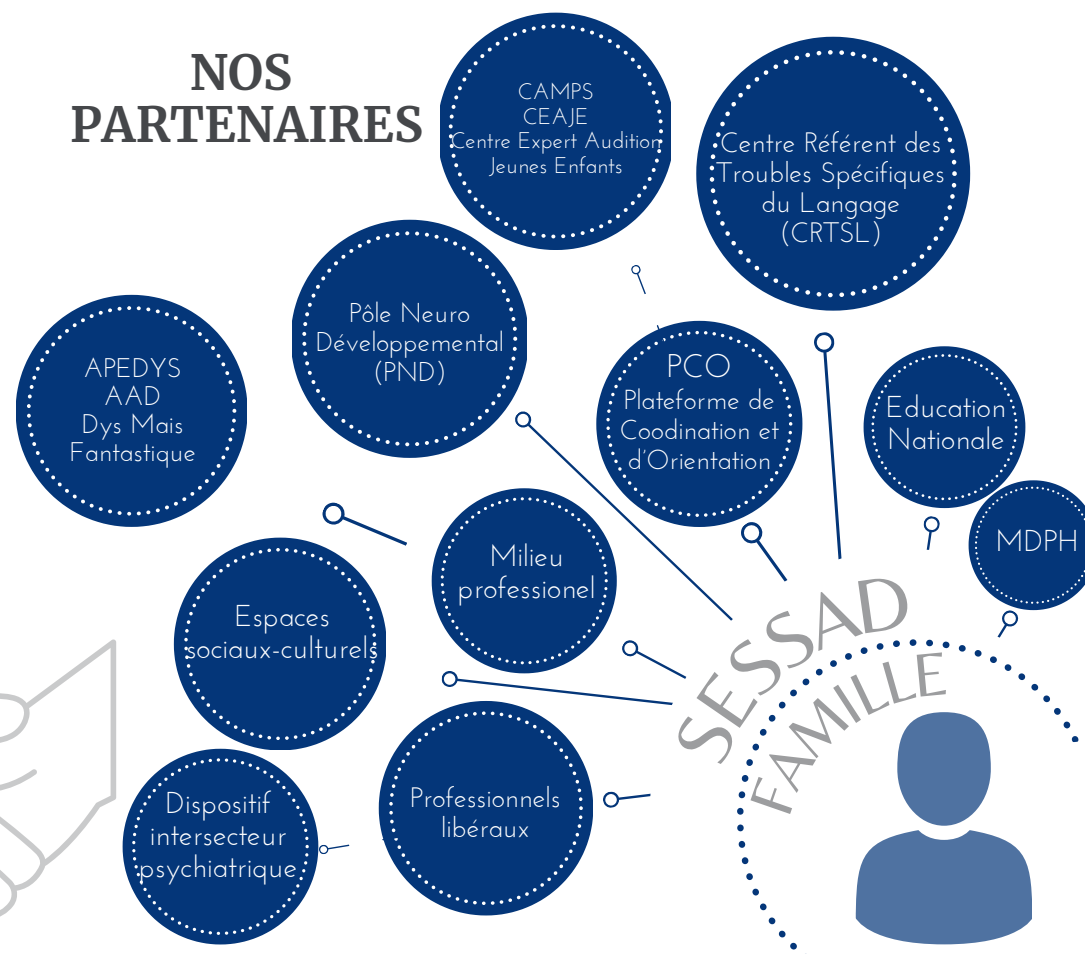 NOS
PARTENAIRES
CAMPS
CEAJE
Centre Expert Audition
Jeunes Enfants
Centre Référent des
Troubles Spécifiques
du Langage
(CRTSL)
Pôle Neuro
Développemental
(PND)
APEDYS
AAD
Dys Mais
Fantastique
PCO
Plateforme de
Coodination et
d'Orientation
Education
Nationale
MDPH
Milieu
professionel
Espaces
sociaux-culturels
SESSAD
FAMILLE
Dispositif
intersecteur
psychiatrique
Professionnels
libéraux